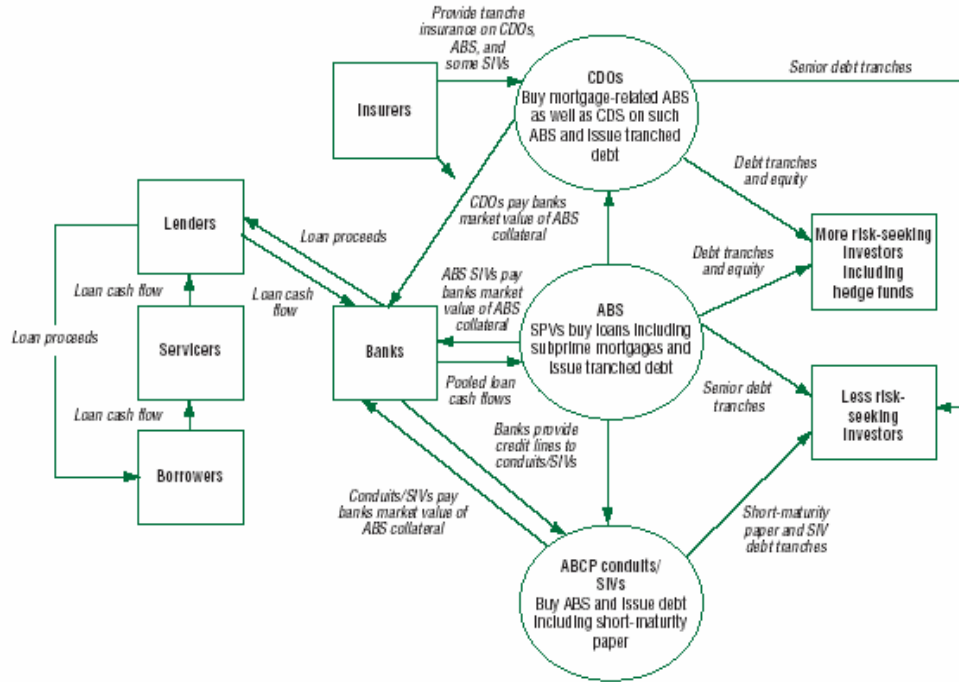 Provide tranche
insurance on CDOs,
ABS, and
some SIVs
Insurers
CDOs
Buy mortgage-related ABS
as well as CDS on such
ABS and issue tranched
debt
Senior debt tranches
Debt tranches
and equity
CDOs pay banks
market value of ABS
collateral
Lenders
Loan proceeds
More risk-seeking
investors
including
hedge funds
Debt tranches
and equity
ABS SIVs pay
banks market
value of ABS
collateral
Loan cash flow
Loan cash
flow
ABS
SPVs buy loans including
subprime mortgages and
issue tranched debt
Loan proceeds
Servicers
Banks
Pooled loan
cash flows
Senior debt
tranches
Less risk-
seeking
investors
Loan cash flow
Banks provide
credit lines to
conduits/SIVs
Borrowers
Conduits/SIVs pay
banks market value of
ABS collateral
Short-maturity
paper and SIV
debt tranches
ABCP conduits/
SIVs
Buy ABS and issue debt
including short-maturity
paper